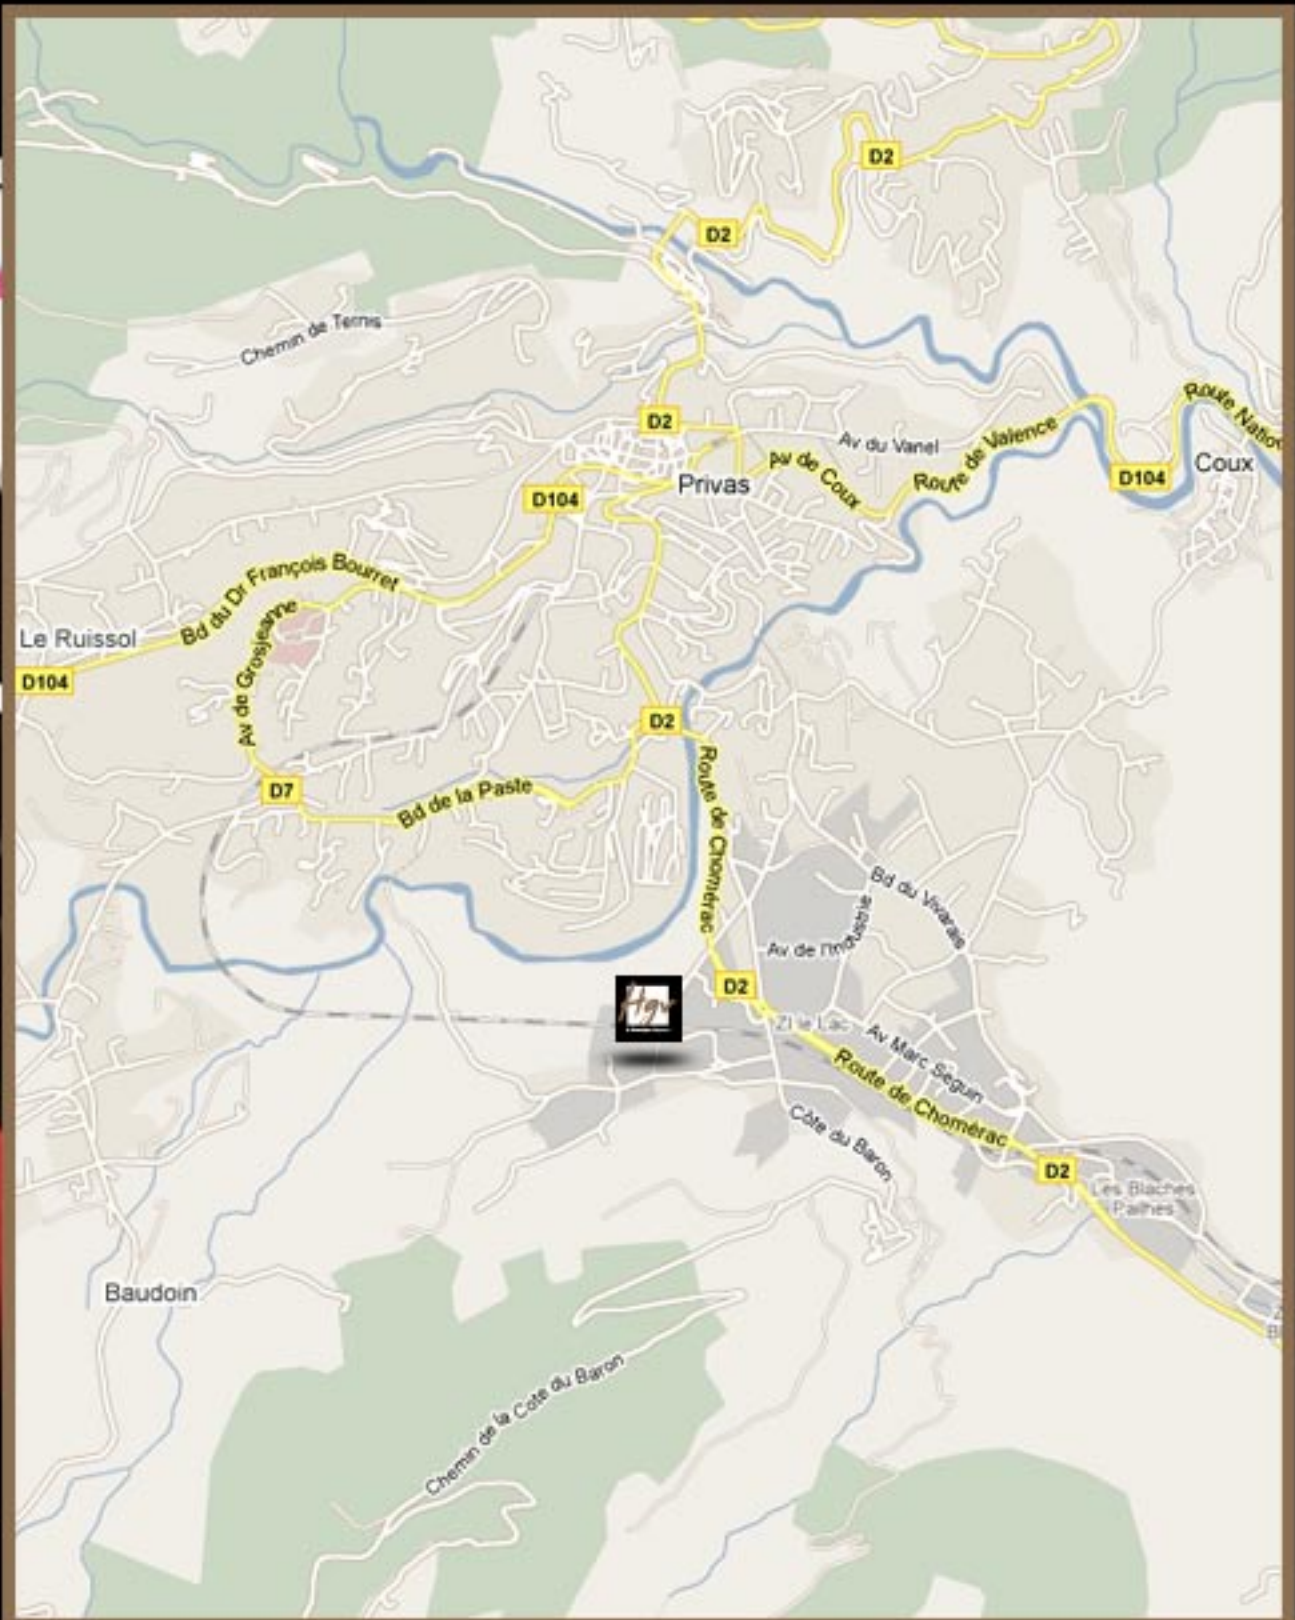 D2
D2
Chemin de Ternis
D2
Route Natio
Av du Vanel
Route de Valence
Av de Coux
Coux
D104
Privas
D104
Bd du Dr François Bourret
Av de Grosjeanne
Le Ruissol
D104
D2
Route de Chomérac
D7
Bd de la Paste
Bd du Vivarais
Av de l'Industrie
D2
Hgv
ZI le Lac
Av Marc Seguin
Route de Chomérac
Côte du Baron
D2
Les Blaches
Pailhes
Baudoin
Z
Bl
Chemin de la Cote du Baron